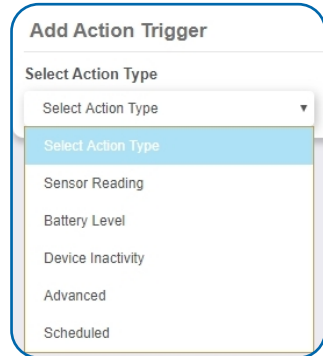 Add Action Trigger
Select Action Type
Select Action Type
Select Action Type
Sensor Reading
Battery Level
Device Inactivity
Advanced
Scheduled